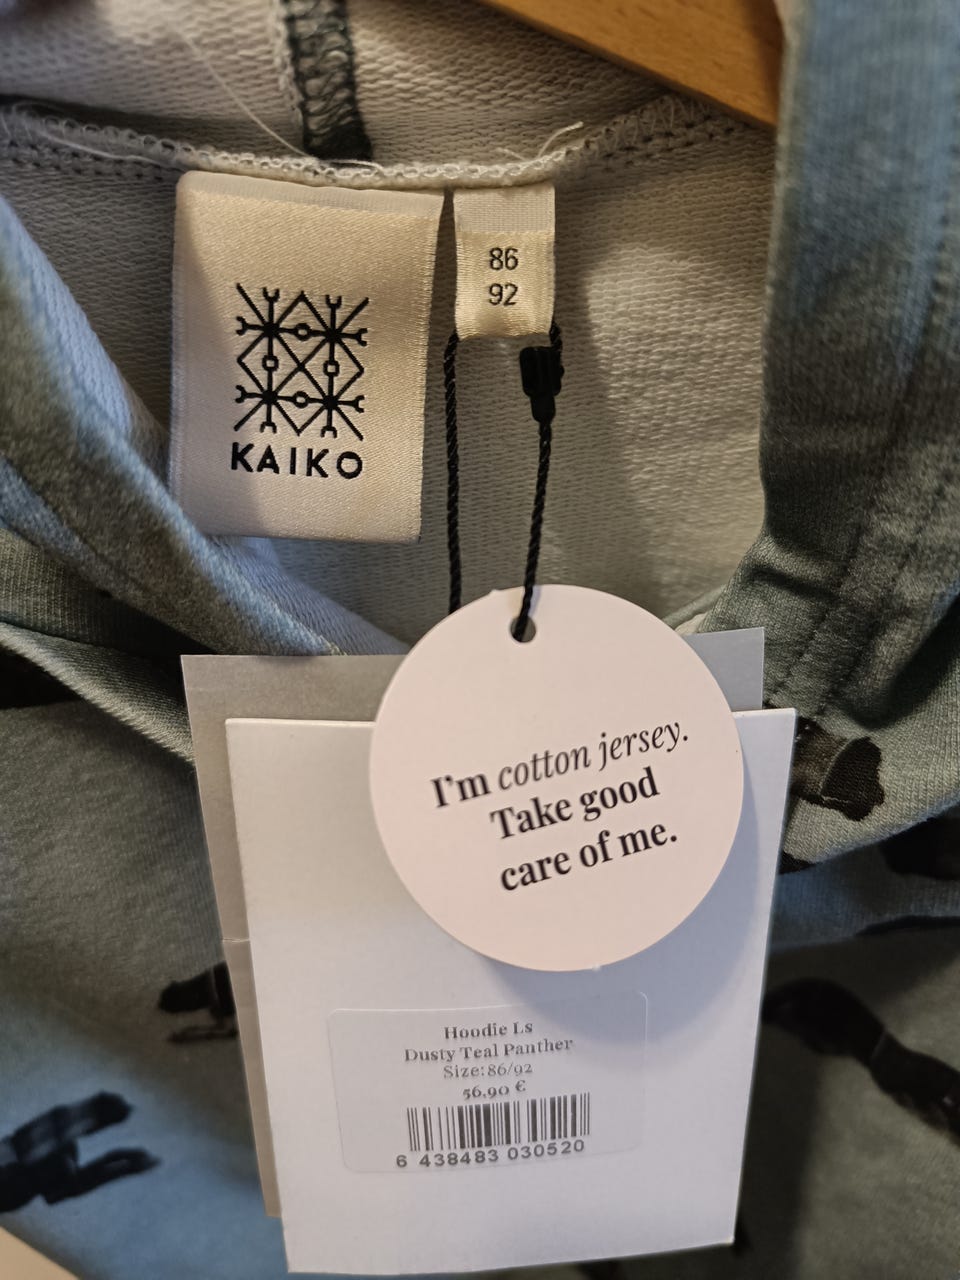 KAIKO
86
92
I'm cotton jersey.
Take good
care of me.
Hoodie Ls
Dusty Teal Panther
Size:86/92
56,90 €
6 438483 030520